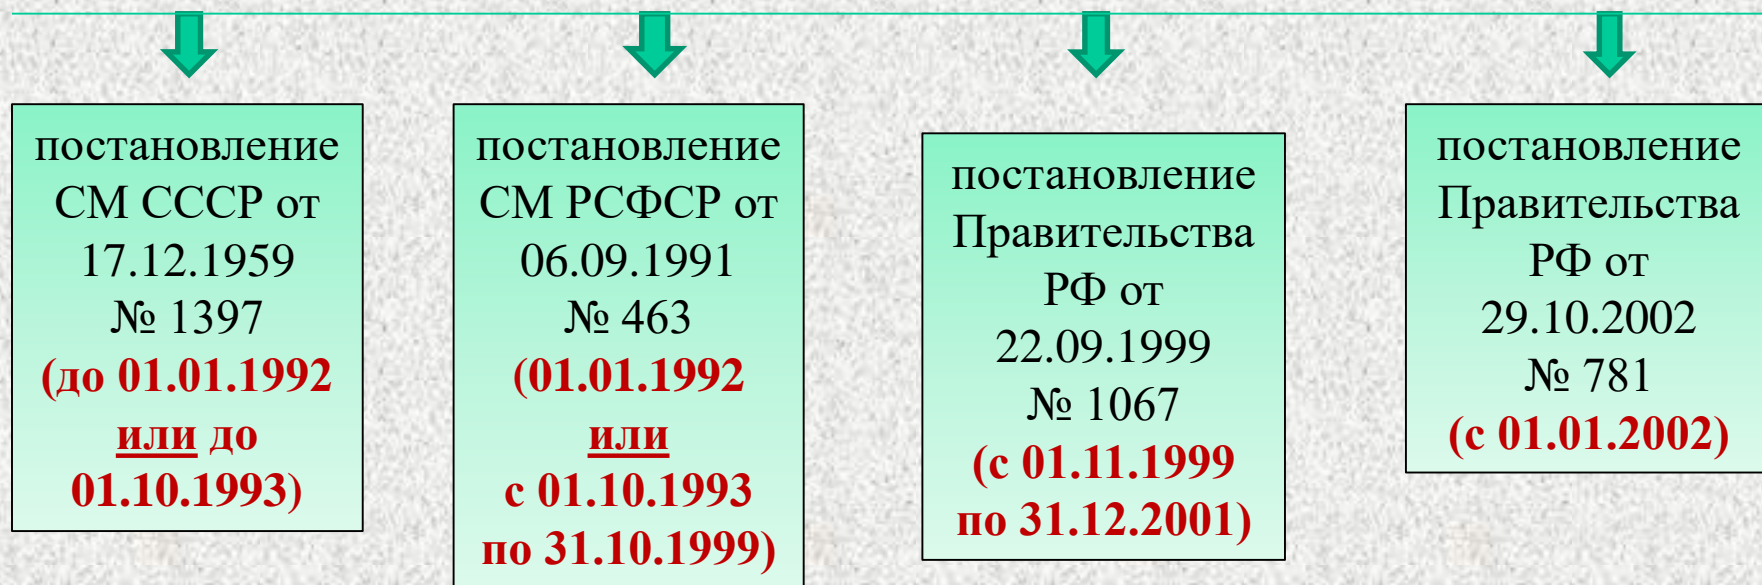 постановление
СМ СССР от
17.12.1959
№ 1397
(до 01.01.1992
или до
01.10.1993)
постановление
СМ РСФСР от
06.09.1991
№ 463
(01.01.1992
или
с 01.10.1993
по 31.10.1999)
постановление
Правительства
РФ от
22.09.1999
№ 1067
(с 01.11.1999
по 31.12.2001)
постановление
Правительства
РФ от
29.10.2002
№ 781
(с 01.01.2002)